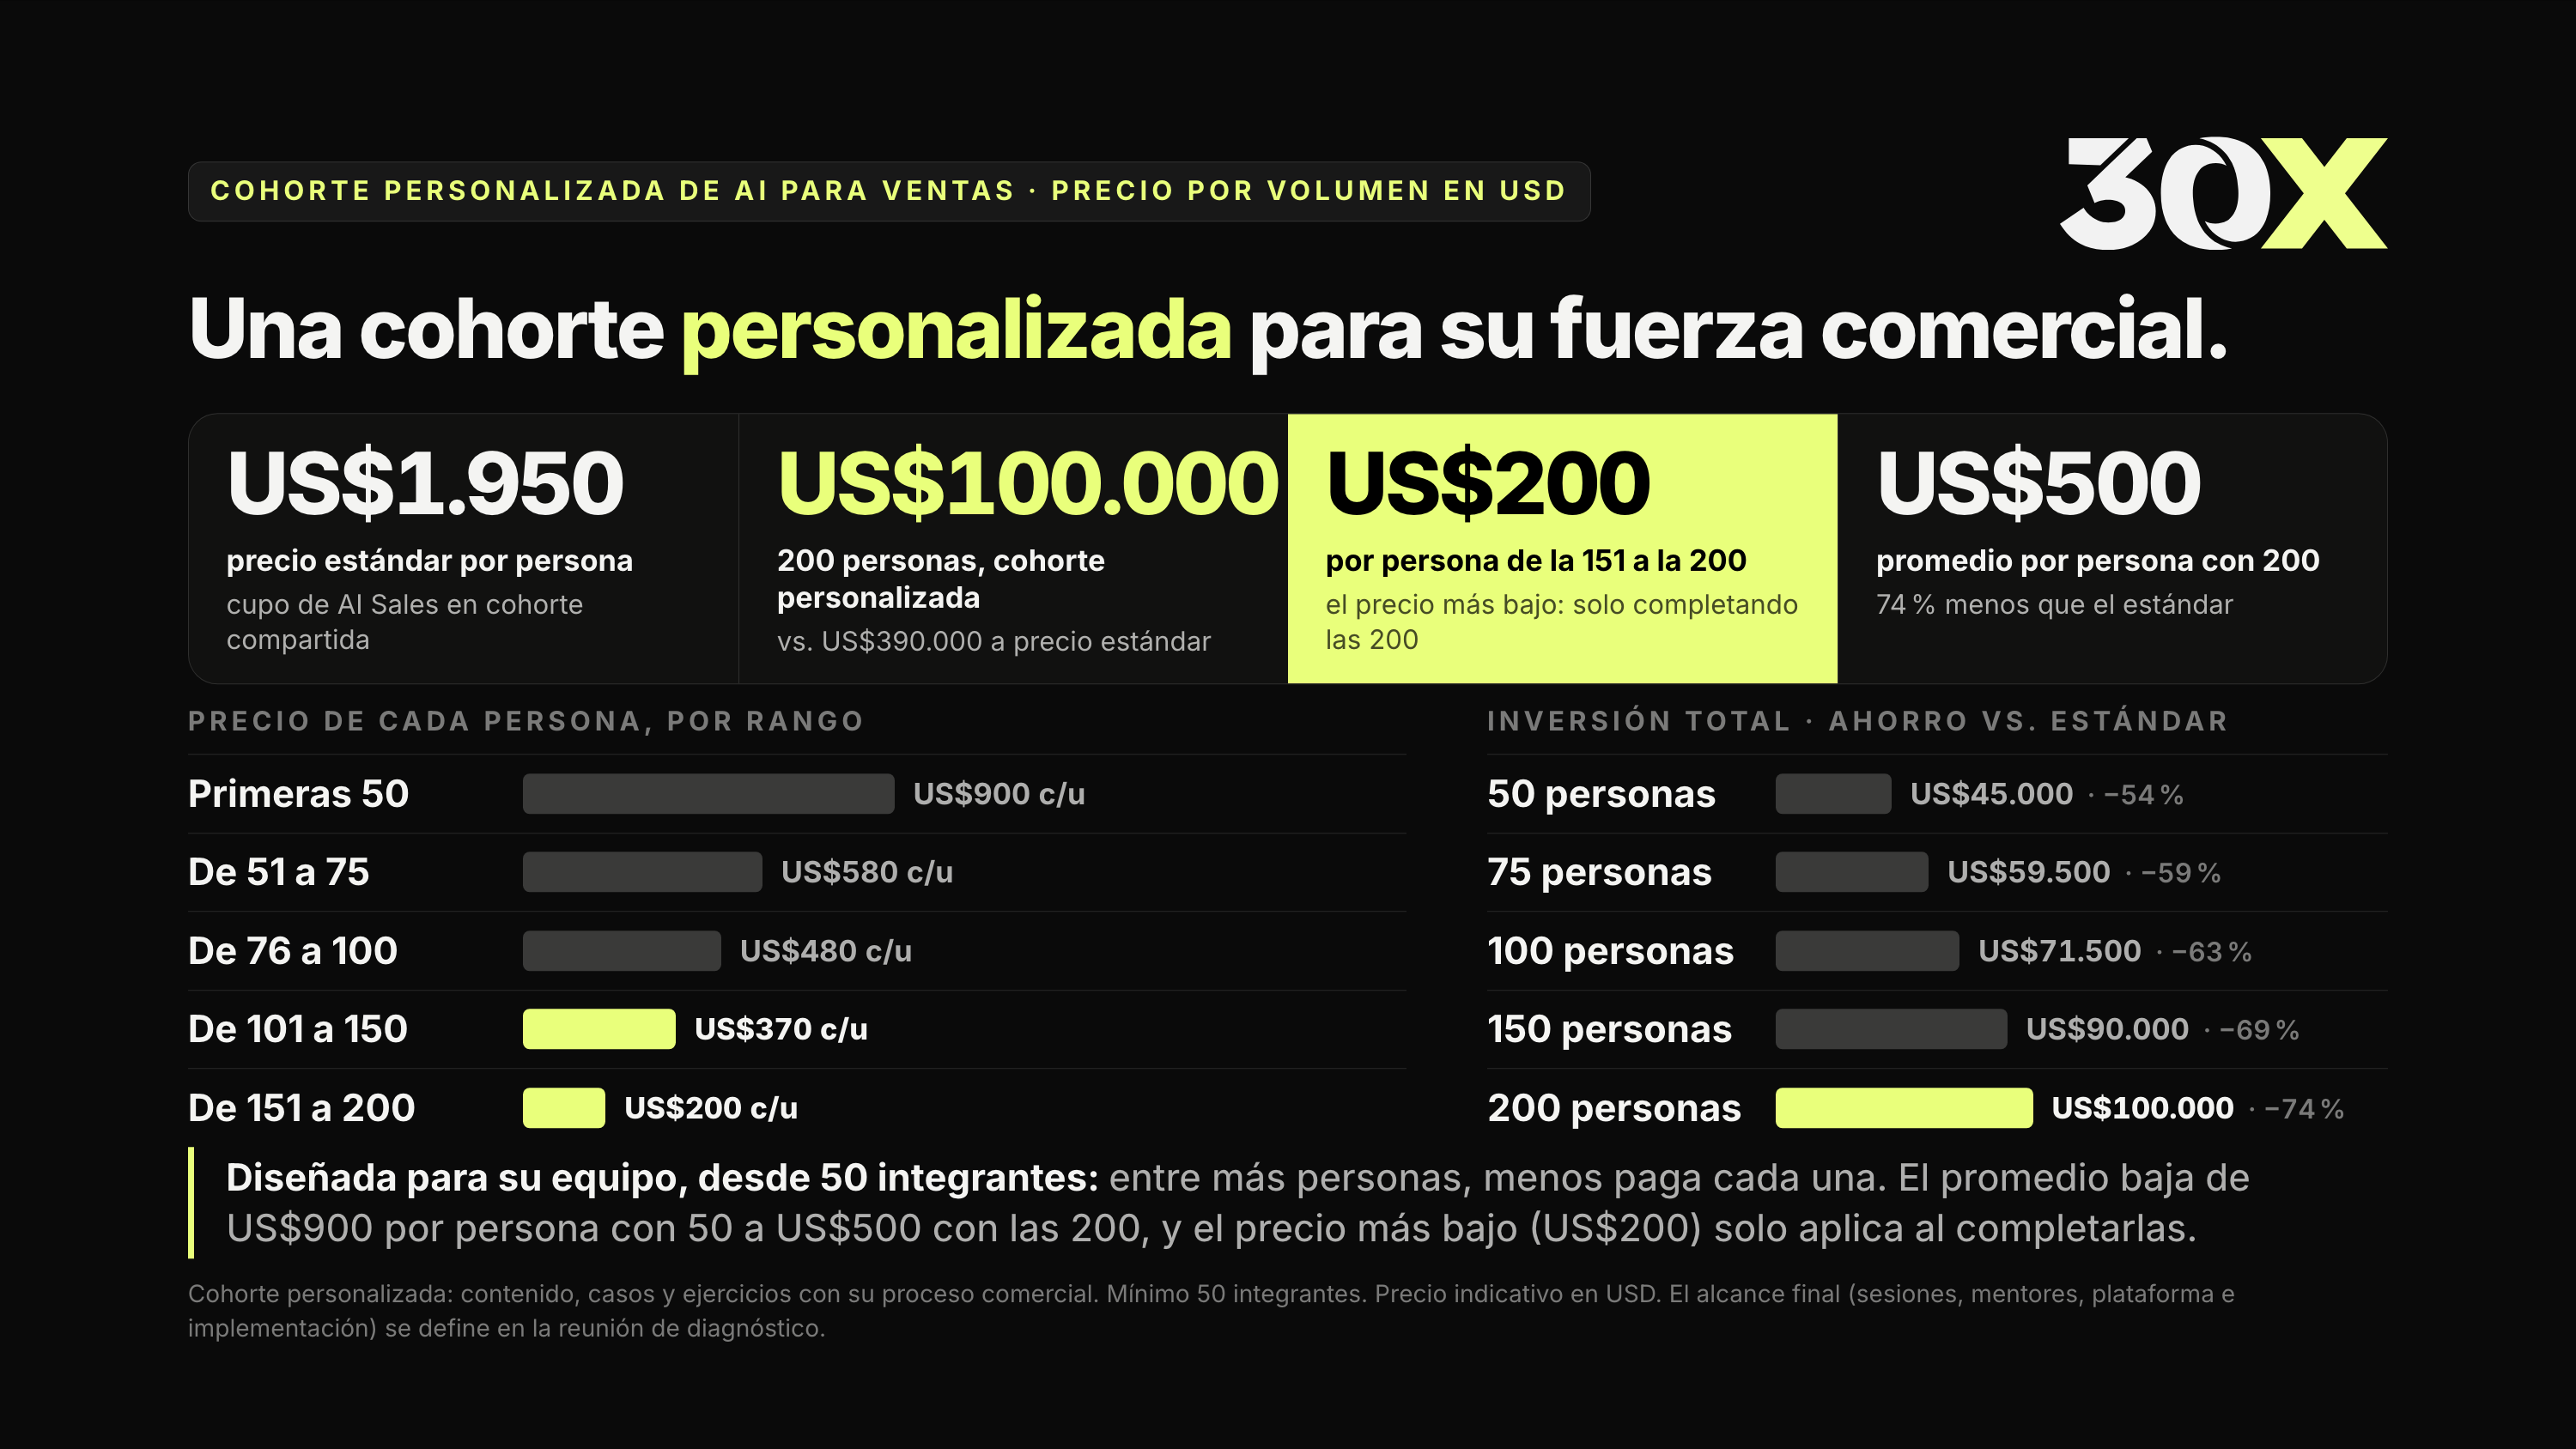 COHORTE PERSONALIZADA DE AI PARA VENTAS · PRECIO POR VOLUMEN EN USD
30X
Una cohorte personalizada para su fuerza comercial.
US$1.950
precio estándar por persona
cupo de AI Sales en cohorte
compartida
US$100.000
200 personas, cohorte
personalizada
vs. US$390.000 a precio estándar
US$200
por persona de la 151 a la 200
el precio más bajo: solo completando
las 200
US$500
promedio por persona con 200
74 % menos que el estándar
PRECIO DE CADA PERSONA, POR RANGO
Primeras 50 US$900 c/u
De 51 a 75 US$580 c/u
De 76 a 100 US$480 c/u
De 101 a 150 US$370 c/u
De 151 a 200 US$200 c/u
INVERSIÓN TOTAL · AHORRO VS. ESTÁNDAR
50 personas US$45.000 · −54 %
75 personas US$59.500 · −59 %
100 personas US$71.500 · −63 %
150 personas US$90.000 · −69 %
200 personas US$100.000 · −74 %
Diseñada para su equipo, desde 50 integrantes: entre más personas, menos paga cada una. El promedio baja de
US$900 por persona con 50 a US$500 con las 200, y el precio más bajo (US$200) solo aplica al completarlas.
Cohorte personalizada: contenido, casos y ejercicios con su proceso comercial. Mínimo 50 integrantes. Precio indicativo en USD. El alcance final (sesiones, mentores, plataforma e
implementación) se define en la reunión de diagnóstico.